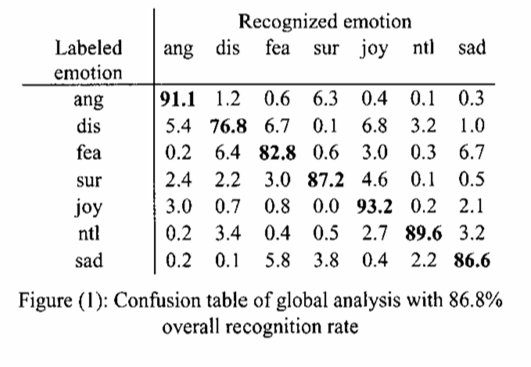 Recognized emotion
Labeled emotion ang dis fea sur joy ntl sad
ang 91.1 1.2 0.6 6.3 0.4 0.1 0.3
dis 5.4 76.8 6.7 0.1 6.8 3.2 1.0
fea 0.2 6.4 82.8 0.6 3.0 0.3 6.7
sur 2.4 2.2 3.0 87.2 4.6 0.1 0.5
joy 3.0 0.7 0.8 0.0 93.2 0.2 2.1
ntl 0.2 3.4 0.4 0.5 2.7 89.6 3.2
sad 0.2 0.1 5.8 3.8 0.4 2.2 86.6
Figure (1): Confusion table of global analysis with 86.8%
overall recognition rate